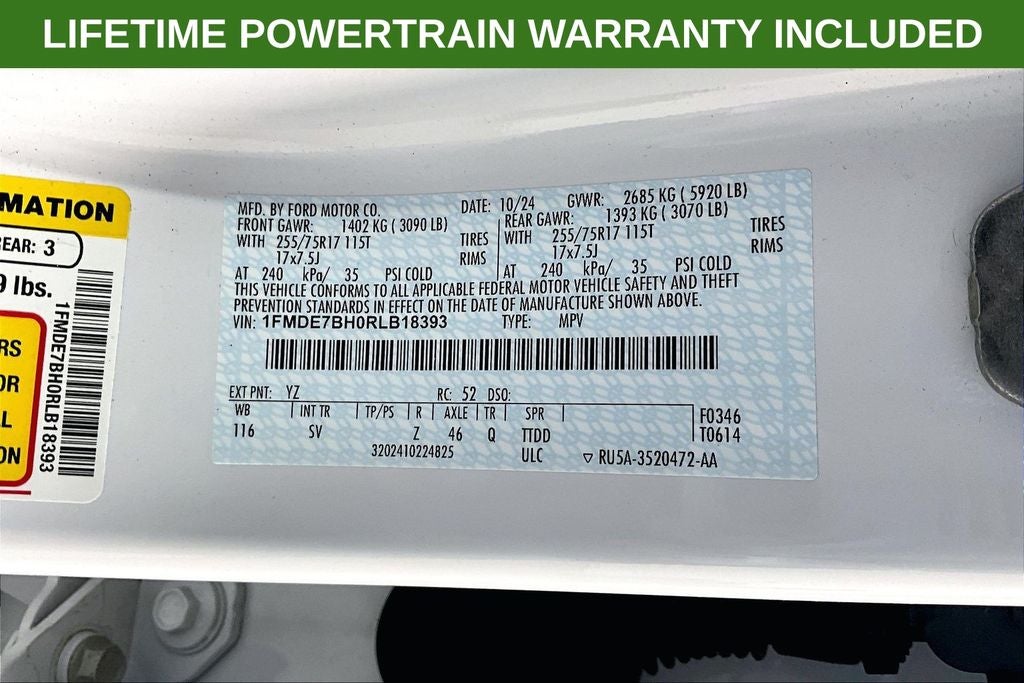 LIFETIME POWERTRAIN WARRANTY INCLUDED
MATION
EAR: 3
9 lbs.
RS
OR
L
ON
1FMDE7BH0RLB18393
MFD. BY FORD MOTOR CO. DATE: 10/24 GVWR: 2685 KG ( 5920 LB)
FRONT GAWR: 1402 KG ( 3090 LB) REAR GAWR: 1393 KG ( 3070 LB)
WITH 255/75R17 115T TIRES WITH 255/75R17 115T TIRES
17x7.5J RIMS 17x7.5J RIMS
AT 240 kPa/ 35 PSI COLD AT 240 kPa/ 35 PSI COLD
THIS VEHICLE CONFORMS TO ALL APPLICABLE FEDERAL MOTOR VEHICLE SAFETY AND THEFT
PREVENTION STANDARDS IN EFFECT ON THE DATE OF MANUFACTURE SHOWN ABOVE.
VIN: 1FMDE7BH0RLB18393 TYPE: MPV
EXT PNT: YZ RC: 52 DSO:
WB INT TR TP/PS R AXLE TR SPR F0346
116 SV Z 46 Q TTDD T0614
3202410224825 ULC ▽ RU5A-3520472-AA